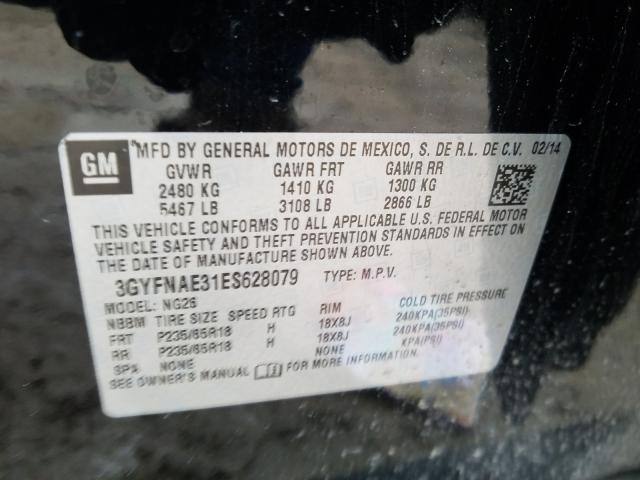 GM MFD BY GENERAL MOTORS DE MEXICO, S. DE R.L. DE C.V. 02/14
GVWR GAWR FRT GAWR RR
2480 KG 1410 KG 1300 KG
5467 LB 3108 LB 2866 LB
THIS VEHICLE CONFORMS TO ALL APPLICABLE U.S. FEDERAL MOTOR
VEHICLE SAFETY AND THEFT PREVENTION STANDARDS IN EFFECT ON
THE DATE OF MANUFACTURE SHOWN ABOVE.
3GYFNAE31ES628079 TYPE: M.P.V.
MODEL: NG26
NBBM TIRE SIZE SPEED RTG RIM COLD TIRE PRESSURE
FRT P235/65R18 H 18X8J 240KPA(35PSI)
RR P235/65R18 H 18X8J 240KPA(35PSI)
SPA NONE NONE KPA(PSI)
SEE OWNER'S MANUAL FOR MORE INFORMATION.